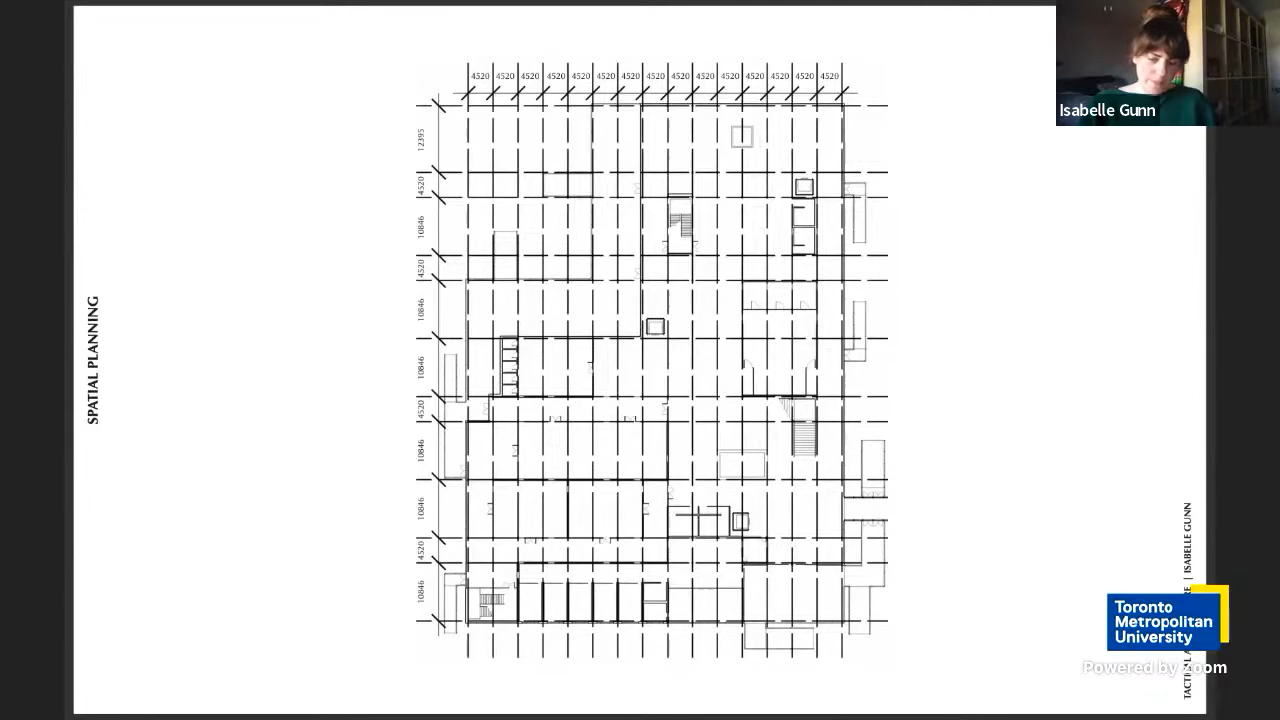 4520 4520 4520 4520 4520 4520 4520 4520 4520 4520 4520 4520 4520 4520 4520
12395
4520
10846
4520
10846
10846
4520
10846
10846
4520
10846
SPATIAL PLANNING
Isabelle Gunn
| ISABELLE GUNN
Toronto
Metropolitan
University
Powered by Zoom